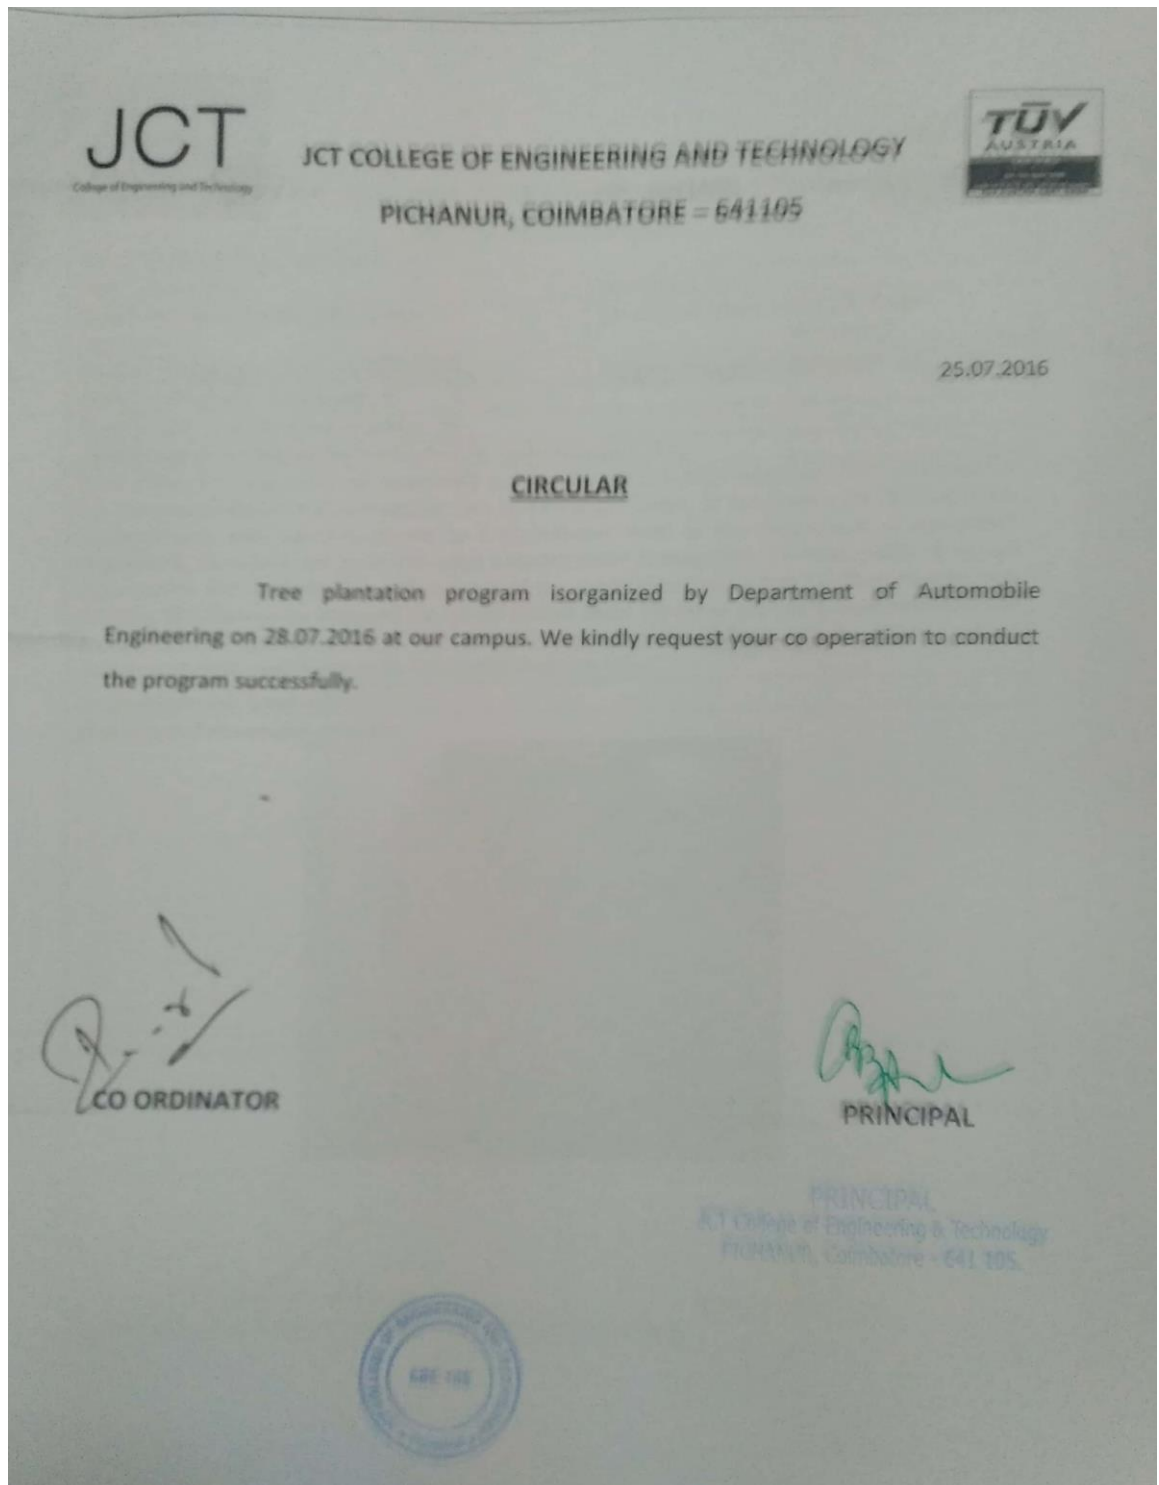 JCT
College of Engineering and Technology
JCT COLLEGE OF ENGINEERING AND TECHNOLOGY
PICHANUR, COIMBATORE – 641105
TÜV
AUSTRIA
25.07.2016
CIRCULAR
Tree plantation program isorganized by Department of Automobile
Engineering on 28.07.2016 at our campus. We kindly request your co operation to conduct
the program successfully.
CO ORDINATOR
PRINCIPAL
PRINCIPAL
JCT College of Engineering & Technology
PICHANUR, Coimbatore - 641 105.